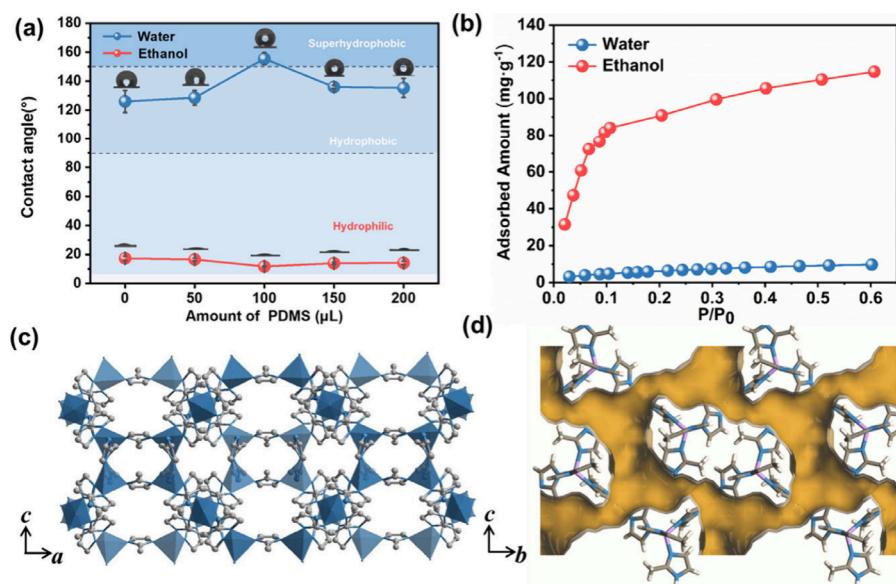 (a)
Water
Ethanol
Superhydrophobic
Hydrophobic
Hydrophilic
Contact angle(°)
180
160
140
120
100
80
60
40
20
0
0 50 100 150 200
Amount of PDMS (μL)
(b)
Water
Ethanol
Adsorbed Amount (mg·g⁻¹)
140
120
100
80
60
40
20
0
0.0 0.1 0.2 0.3 0.4 0.5 0.6
P/P₀
(c)
c
a
(d)
c
b